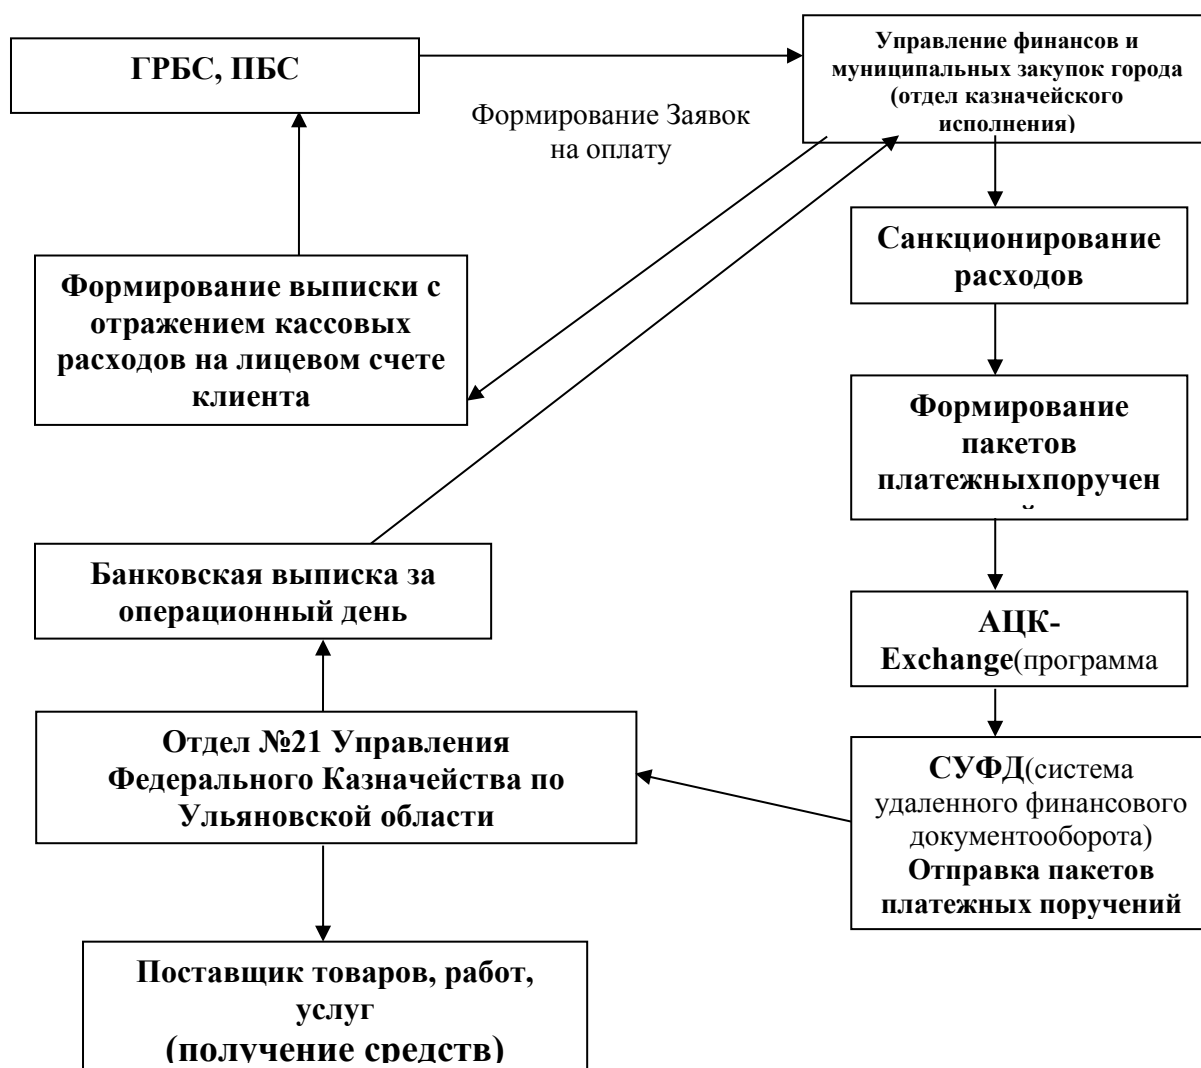 ГРБС, ПБС
Управление финансов и
муниципальных закупок города
(отдел казначейского
исполнения)
Формирование Заявок
на оплату
Санкционирование
расходов
Формирование выписки с
отражением кассовых
расходов на лицевом счете
клиента
Формирование
пакетов
платежныхпоручен
Банковская выписка за
операционный день
АЦК-
Exchange(программа
Отдел №21 Управления
Федерального Казначейства по
Ульяновской области
СУФД(система
удаленного финансового
документооборота)
Отправка пакетов
платежных поручений
Поставщик товаров, работ,
услуг
(получение средств)